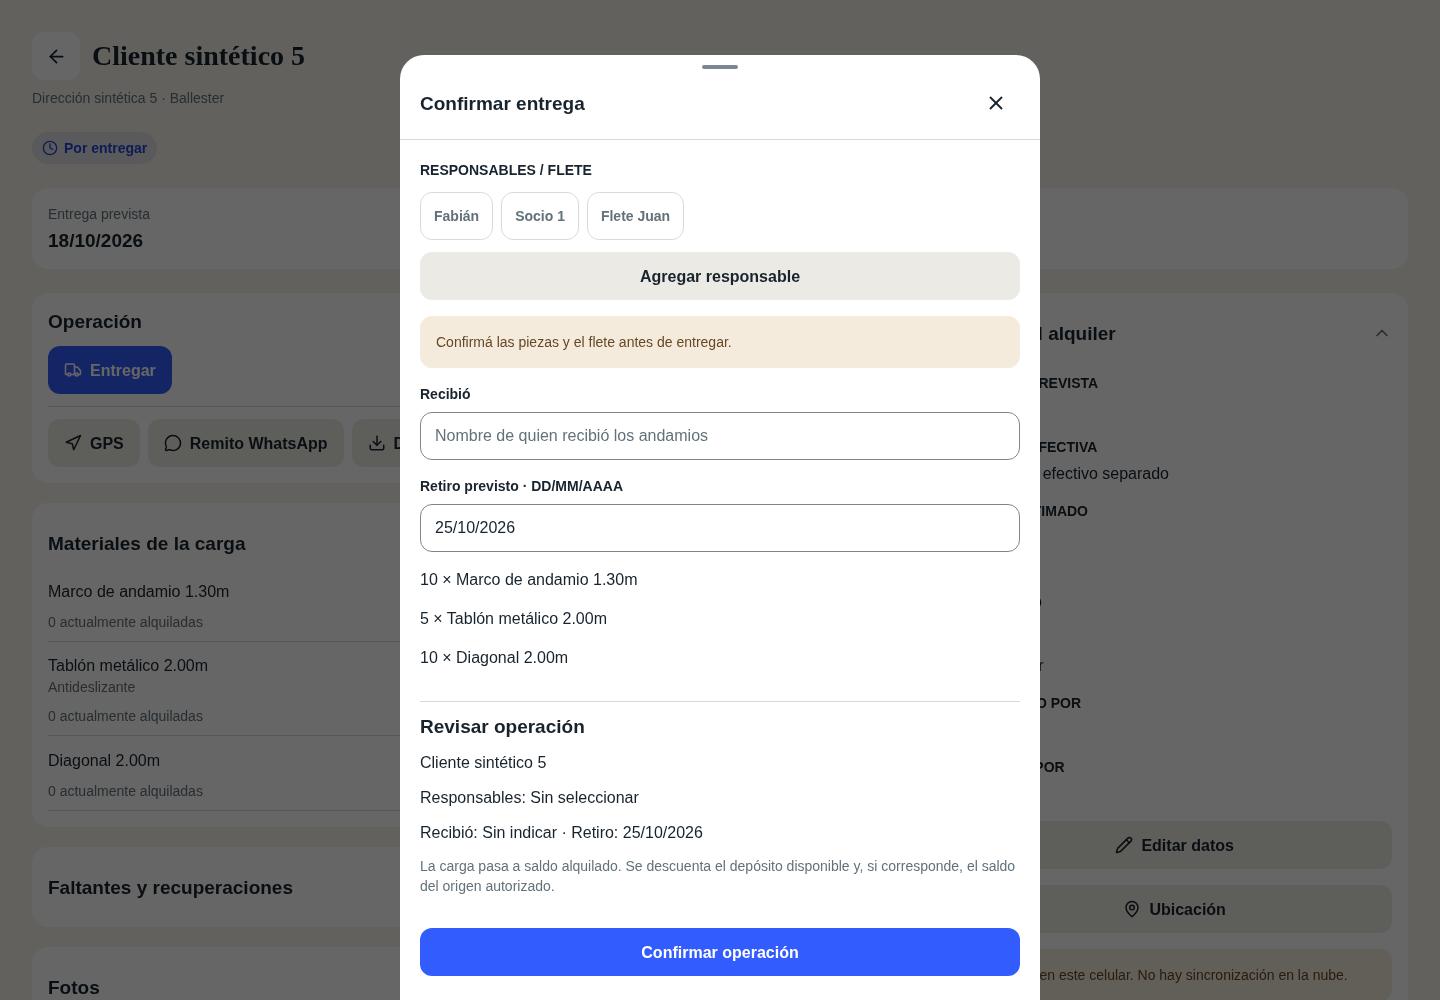 Cliente sintético 5
Dirección sintética 5 · Ballester
Por entregar
Entrega prevista
18/10/2026
Operación
Entregar
GPS
Remito WhatsApp
Materiales de la carga
Marco de andamio 1.30m
0 actualmente alquiladas
Tablón metálico 2.00m
Antideslizante
0 actualmente alquiladas
Diagonal 2.00m
0 actualmente alquiladas
Faltantes y recuperaciones
Fotos
Confirmar entrega
RESPONSABLES / FLETE
Fabián
Socio 1
Flete Juan
Agregar responsable
Confirmá las piezas y el flete antes de entregar.
Recibió
Nombre de quien recibió los andamios
Retiro previsto · DD/MM/AAAA
25/10/2026
10 × Marco de andamio 1.30m
5 × Tablón metálico 2.00m
10 × Diagonal 2.00m
Revisar operación
Cliente sintético 5
Responsables: Sin seleccionar
Recibió: Sin indicar · Retiro: 25/10/2026
La carga pasa a saldo alquilado. Se descuenta el depósito disponible y, si corresponde, el saldo
del origen autorizado.
Confirmar operación
alquiler
efectivo separado
POR
POR
Editar datos
Ubicación
en este celular. No hay sincronización en la nube.